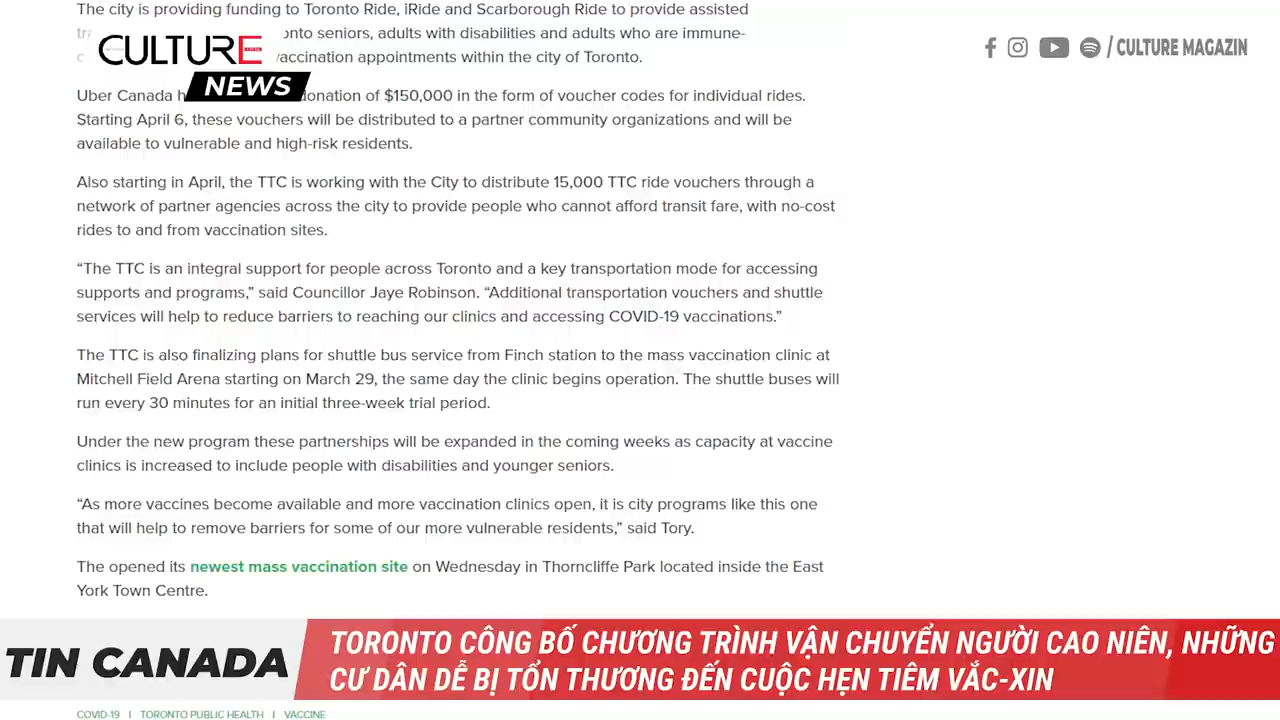 The city is providing funding to Toronto Ride, iRide and Scarborough Ride to provide assisted
onto seniors, adults with disabilities and adults who are immune-
vaccination appointments within the city of Toronto.
CULTURE
NEWS
/ CULTURE MAGAZIN
Uber Canada donation of $150,000 in the form of voucher codes for individual rides.
Starting April 6, these vouchers will be distributed to a partner community organizations and will be
available to vulnerable and high-risk residents.
Also starting in April, the TTC is working with the City to distribute 15,000 TTC ride vouchers through a
network of partner agencies across the city to provide people who cannot afford transit fare, with no-cost
rides to and from vaccination sites.
“The TTC is an integral support for people across Toronto and a key transportation mode for accessing
supports and programs,” said Councillor Jaye Robinson. “Additional transportation vouchers and shuttle
services will help to reduce barriers to reaching our clinics and accessing COVID-19 vaccinations.”
The TTC is also finalizing plans for shuttle bus service from Finch station to the mass vaccination clinic at
Mitchell Field Arena starting on March 29, the same day the clinic begins operation. The shuttle buses will
run every 30 minutes for an initial three-week trial period.
Under the new program these partnerships will be expanded in the coming weeks as capacity at vaccine
clinics is increased to include people with disabilities and younger seniors.
“As more vaccines become available and more vaccination clinics open, it is city programs like this one
that will help to remove barriers for some of our more vulnerable residents,” said Tory.
The opened its newest mass vaccination site on Wednesday in Thorncliffe Park located inside the East
York Town Centre.
TIN CANADA
TORONTO CÔNG BỐ CHƯƠNG TRÌNH VẬN CHUYỂN NGƯỜI CAO NIÊN, NHỮNG
CƯ DÂN DỄ BỊ TỔN THƯƠNG ĐẾN CUỘC HẸN TIÊM VẮC-XIN
COVID-19 | TORONTO PUBLIC HEALTH | VACCINE